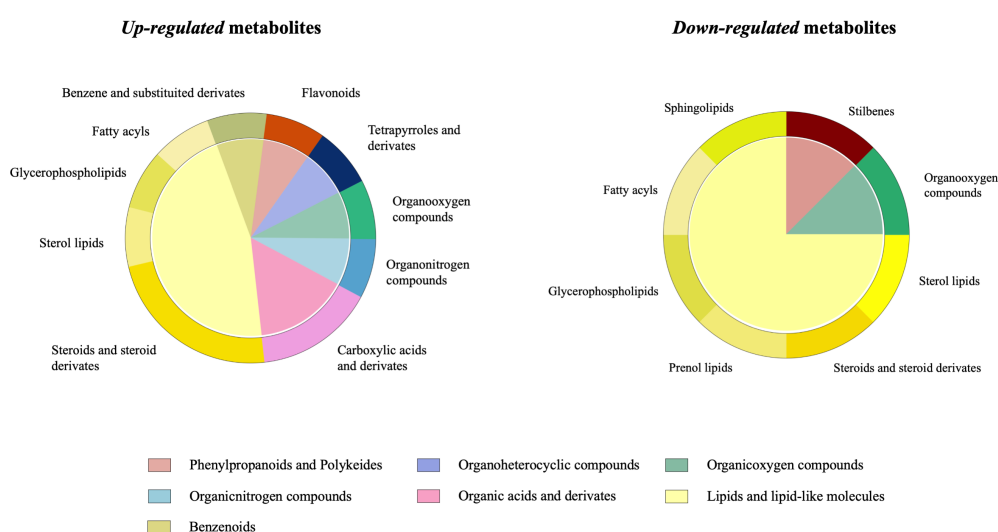 Up-regulated metabolites
Down-regulated metabolites
Benzene and substituited derivates
Flavonoids
Fatty acyls
Tetrapyrroles and
derivates
Glycerophospholipids
Organooxygen
compounds
Sterol lipids
Organonitrogen
compounds
Steroids and steroid
derivates
Carboxylic acids
and derivates
Sphingolipids
Stilbenes
Fatty acyls
Organooxygen
compounds
Glycerophospholipids
Sterol lipids
Prenol lipids
Steroids and steroid derivates
Phenylpropanoids and Polykeides
Organoheterocyclic compounds
Organicoxygen compounds
Organicnitrogen compounds
Organic acids and derivates
Lipids and lipid-like molecules
Benzenoids